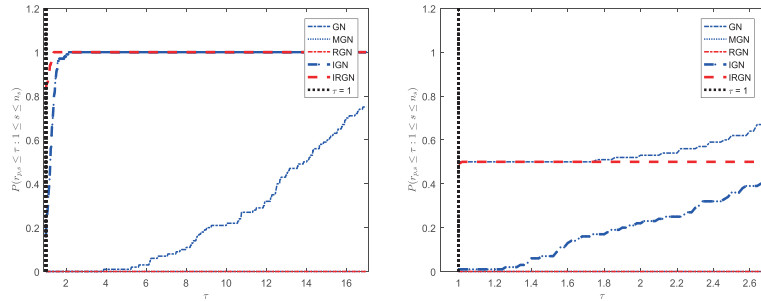 1.2
1
0.8
0.6
0.4
0.2
0
2 4 6 8 10 12 14 16
τ
P(r_{p,s} ≤ τ : 1 ≤ s ≤ n_s)
GN
MGN
RGN
IGN
IRGN
τ = 1
1.2
1
0.8
0.6
0.4
0.2
0
1 1.2 1.4 1.6 1.8 2 2.2 2.4 2.6
τ
P(r_{p,s} ≤ τ : 1 ≤ s ≤ n_s)
GN
MGN
RGN
IGN
IRGN
τ = 1